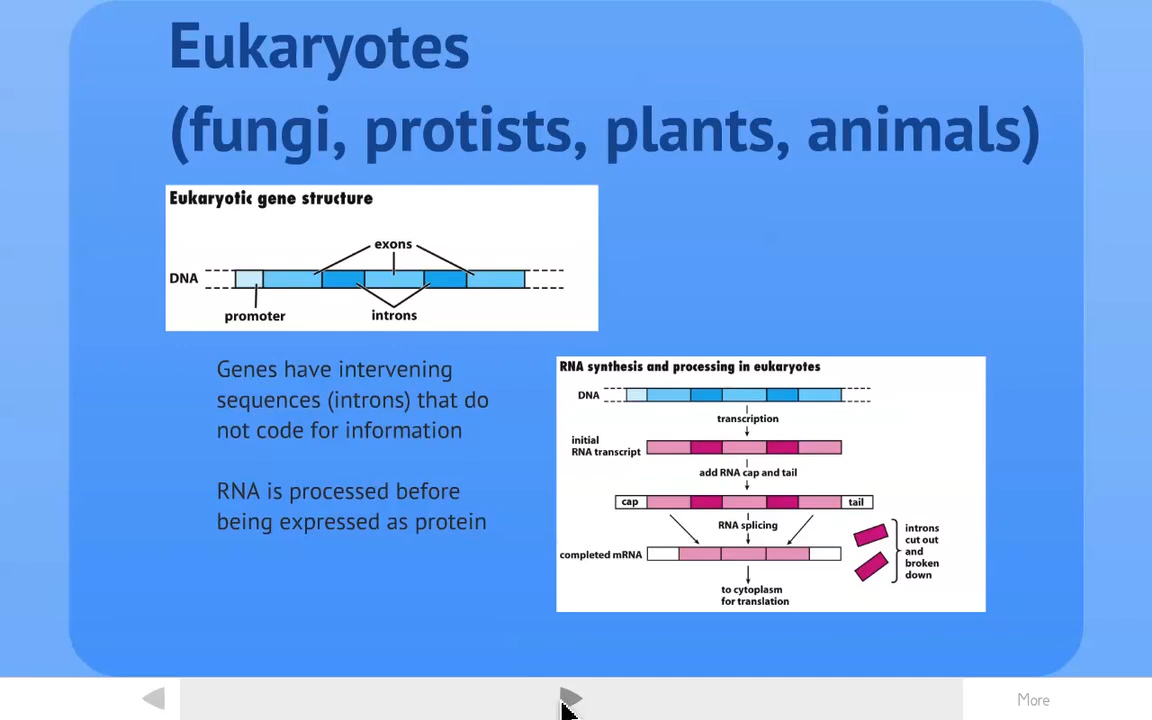 Eukaryotes
(fungi, protists, plants, animals)
Eukaryotic gene structure
exons
DNA
promoter
introns
Genes have intervening
sequences (introns) that do
not code for information
RNA is processed before
being expressed as protein
RNA synthesis and processing in eukaryotes
DNA
transcription
initial
RNA transcript
add RNA cap and tail
cap
tail
RNA splicing
completed mRNA
introns
cut out
and
broken
down
to cytoplasm
for translation
More